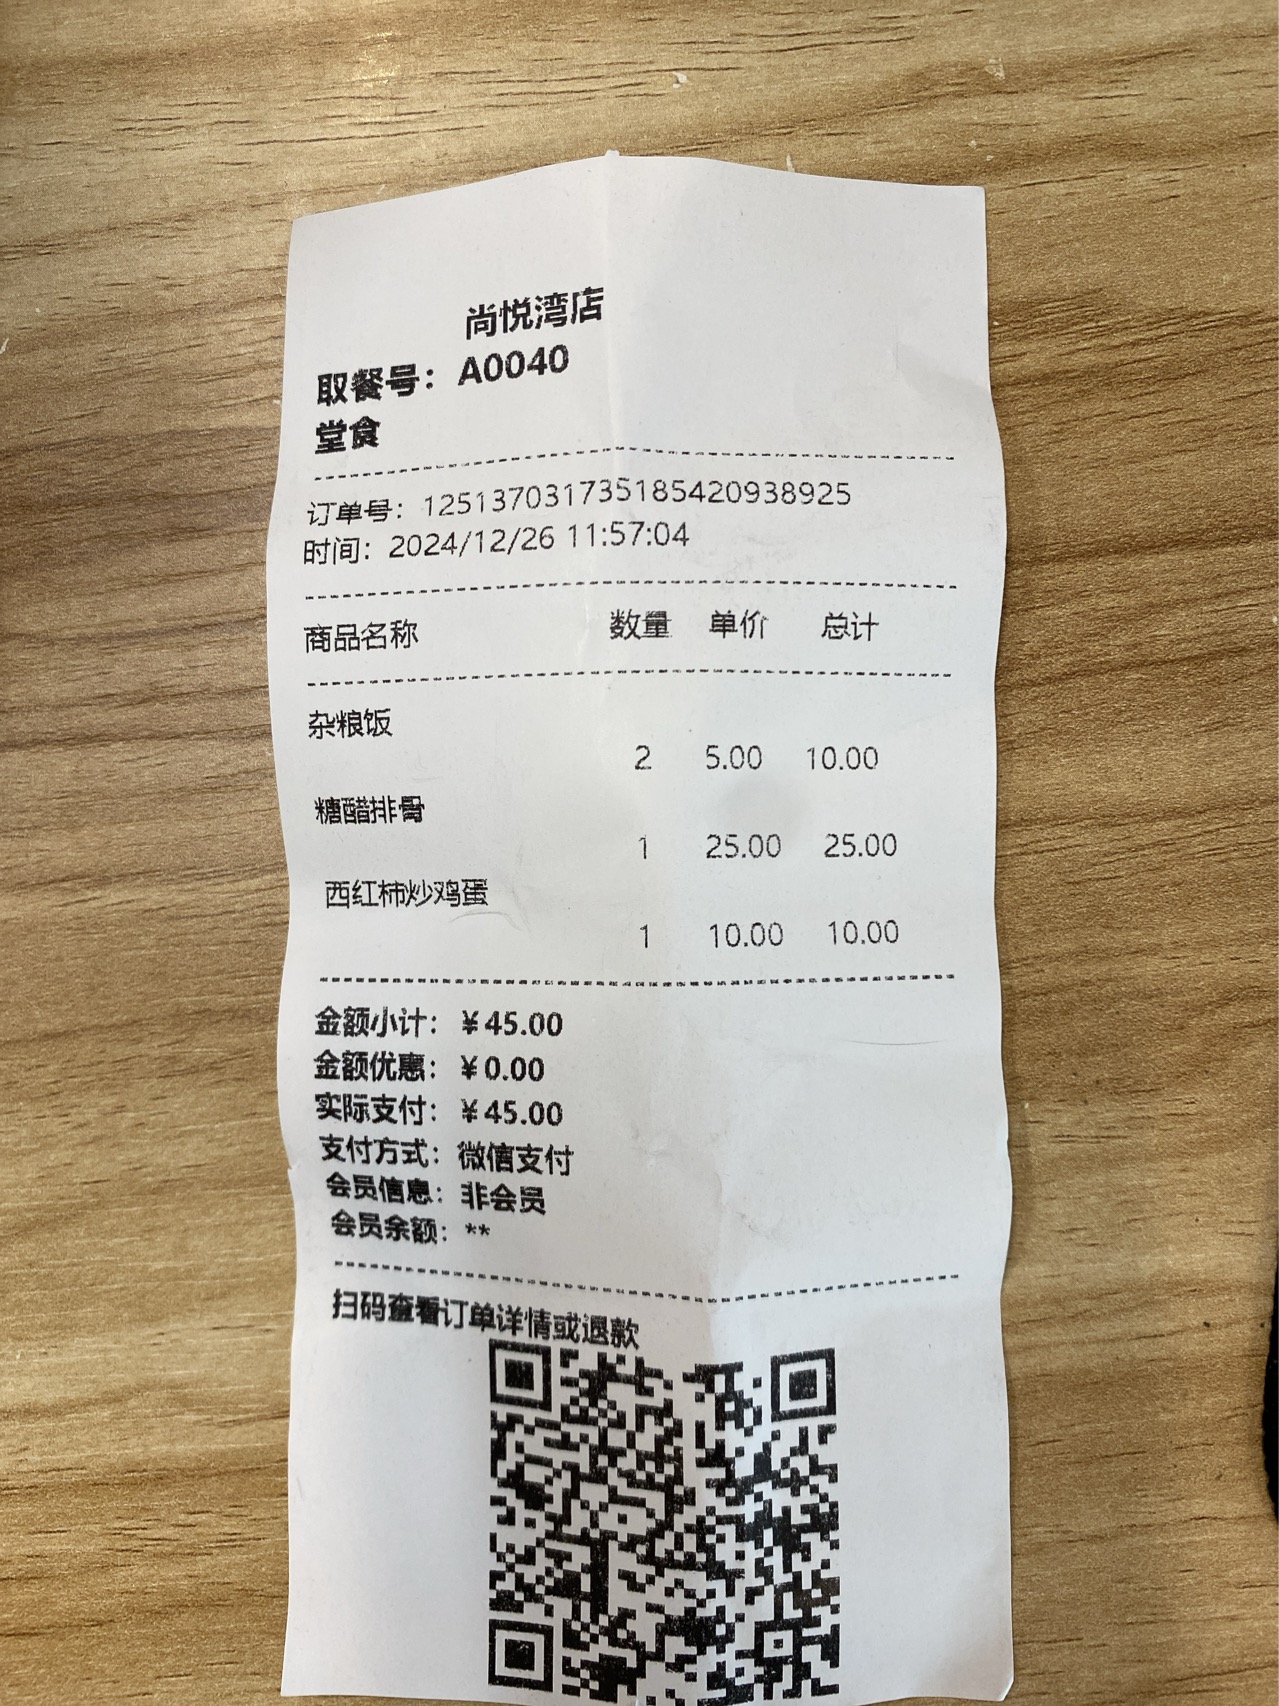 尚悦湾店
取餐号：A0040
堂食
订单号：125137031735185420938925
时间：2024/12/26 11:57:04
商品名称 数量 单价 总计
杂粮饭
2 5.00 10.00
糖醋排骨
1 25.00 25.00
西红柿炒鸡蛋
1 10.00 10.00
金额小计：￥45.00
金额优惠：￥0.00
实际支付：￥45.00
支付方式：微信支付
会员信息：非会员
会员余额：**
扫码查看订单详情或退款